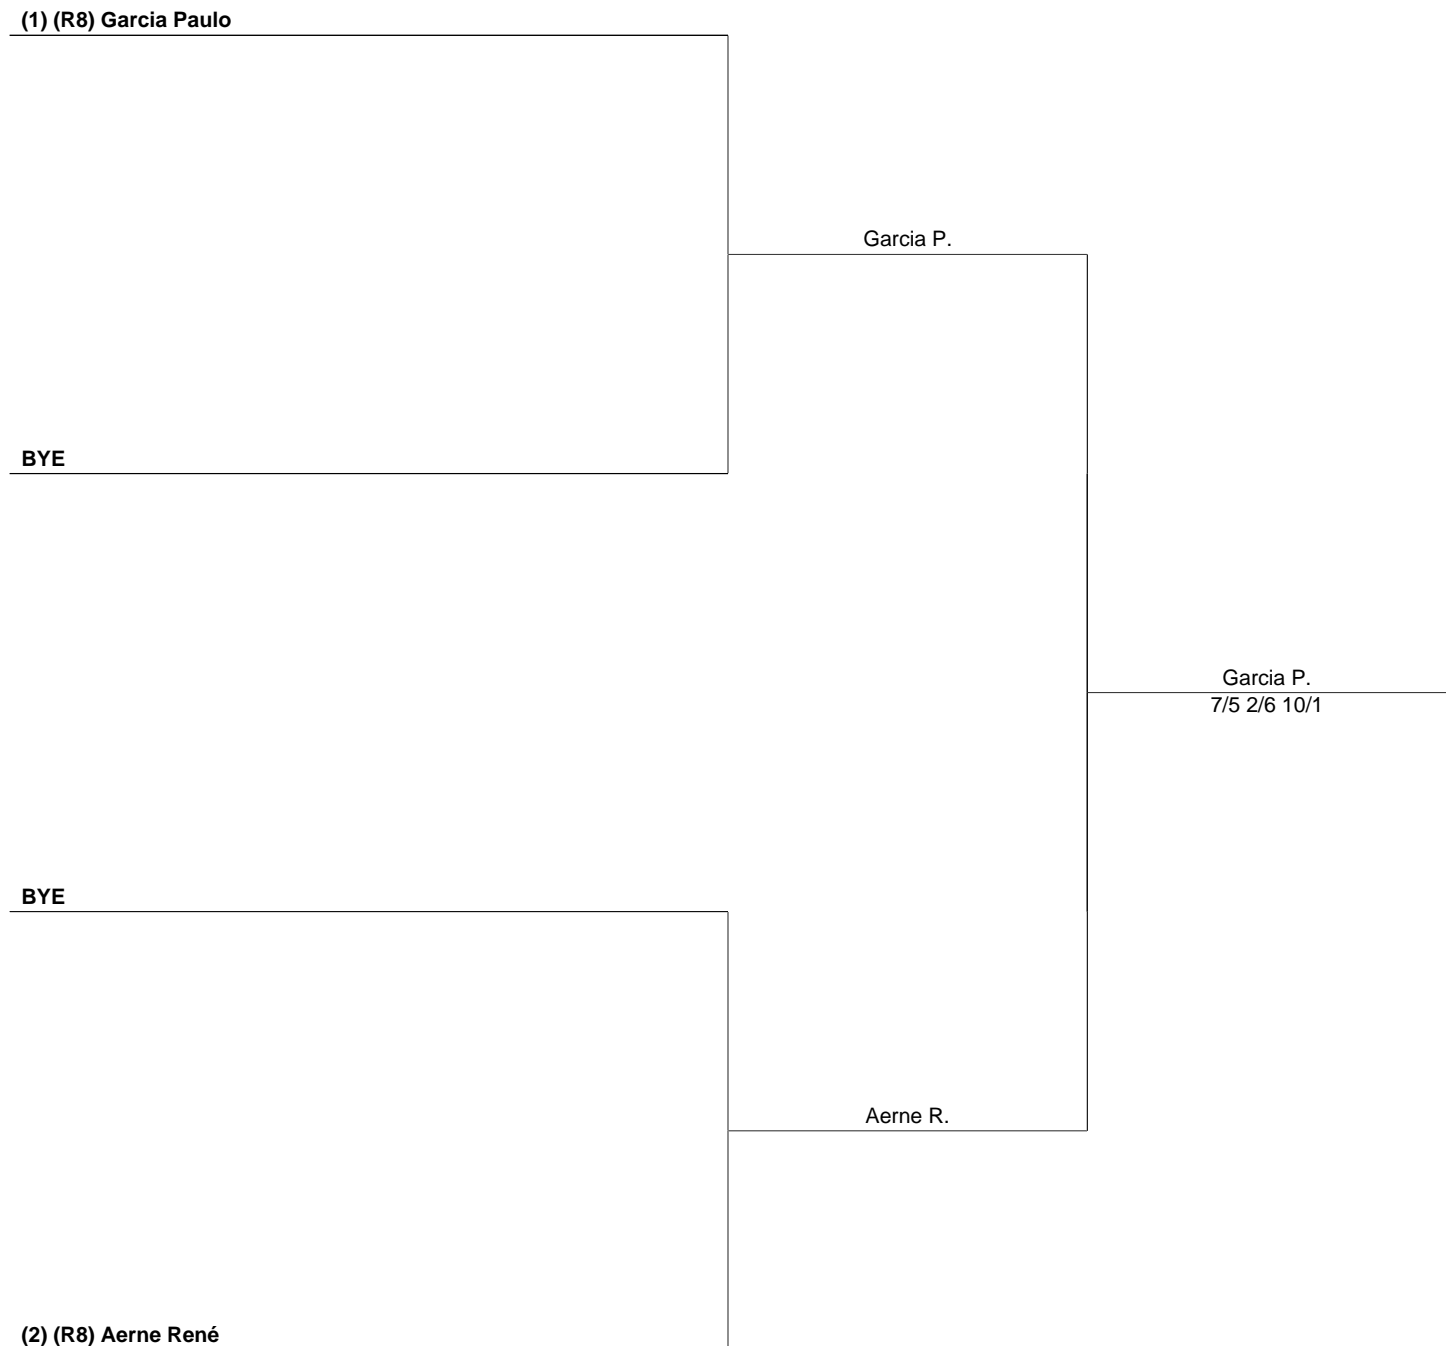 (1) (R8) Garcia Paulo
Garcia P.
BYE
Garcia P.
7/5 2/6 10/1
BYE
Aerne R.
(2) (R8) Aerne René